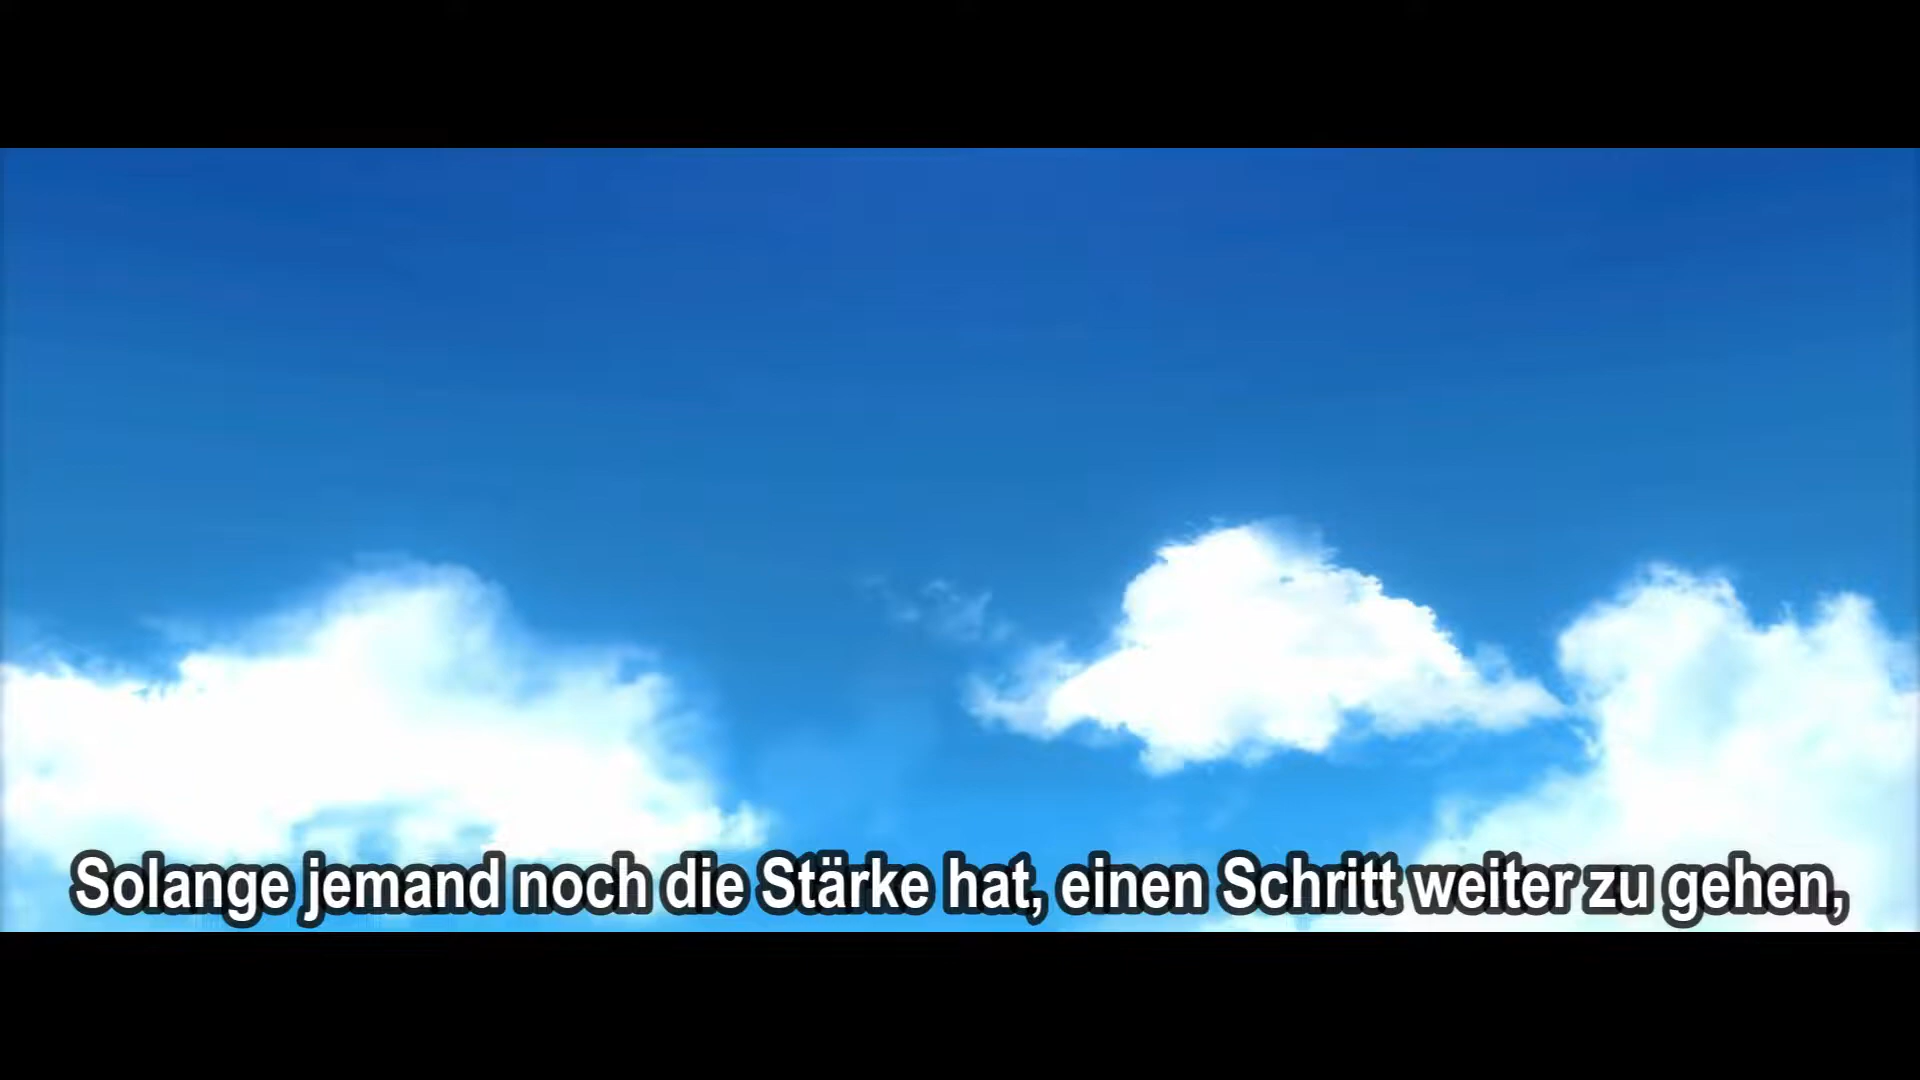 Solange jemand noch die Stärke hat, einen Schritt weiter zu gehen,